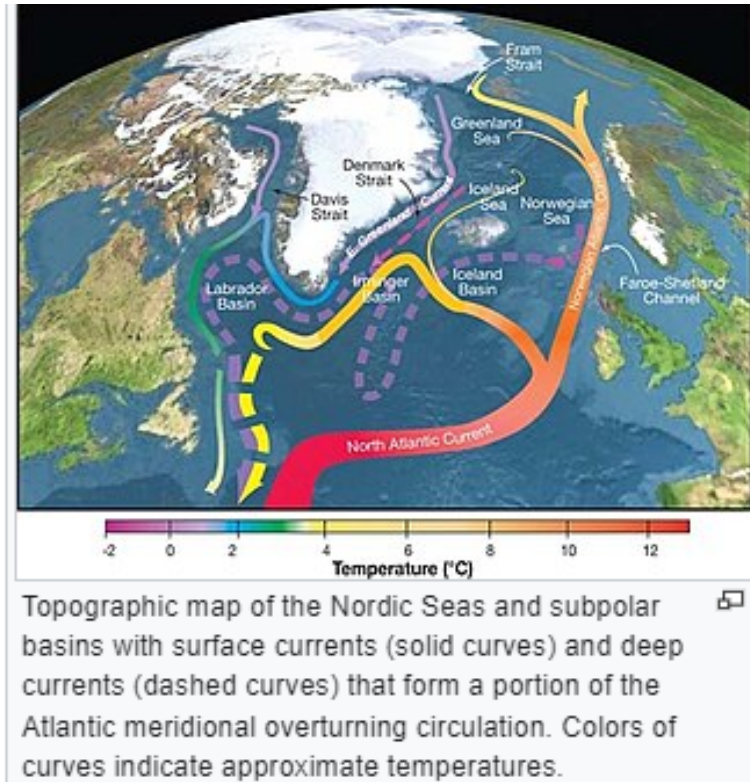 Fram
Strait
Greenland
Sea
Denmark
Strait
Iceland
Sea
Norwegian
Sea
Davis
Strait
E. Greenland Current
Labrador
Basin
Irminger
Basin
Iceland
Basin
Faroe-Shetland
Channel
North Atlantic Current
-2 0 2 4 6 8 10 12
Temperature (°C)
Topographic map of the Nordic Seas and subpolar
basins with surface currents (solid curves) and deep
currents (dashed curves) that form a portion of the
Atlantic meridional overturning circulation. Colors of
curves indicate approximate temperatures.